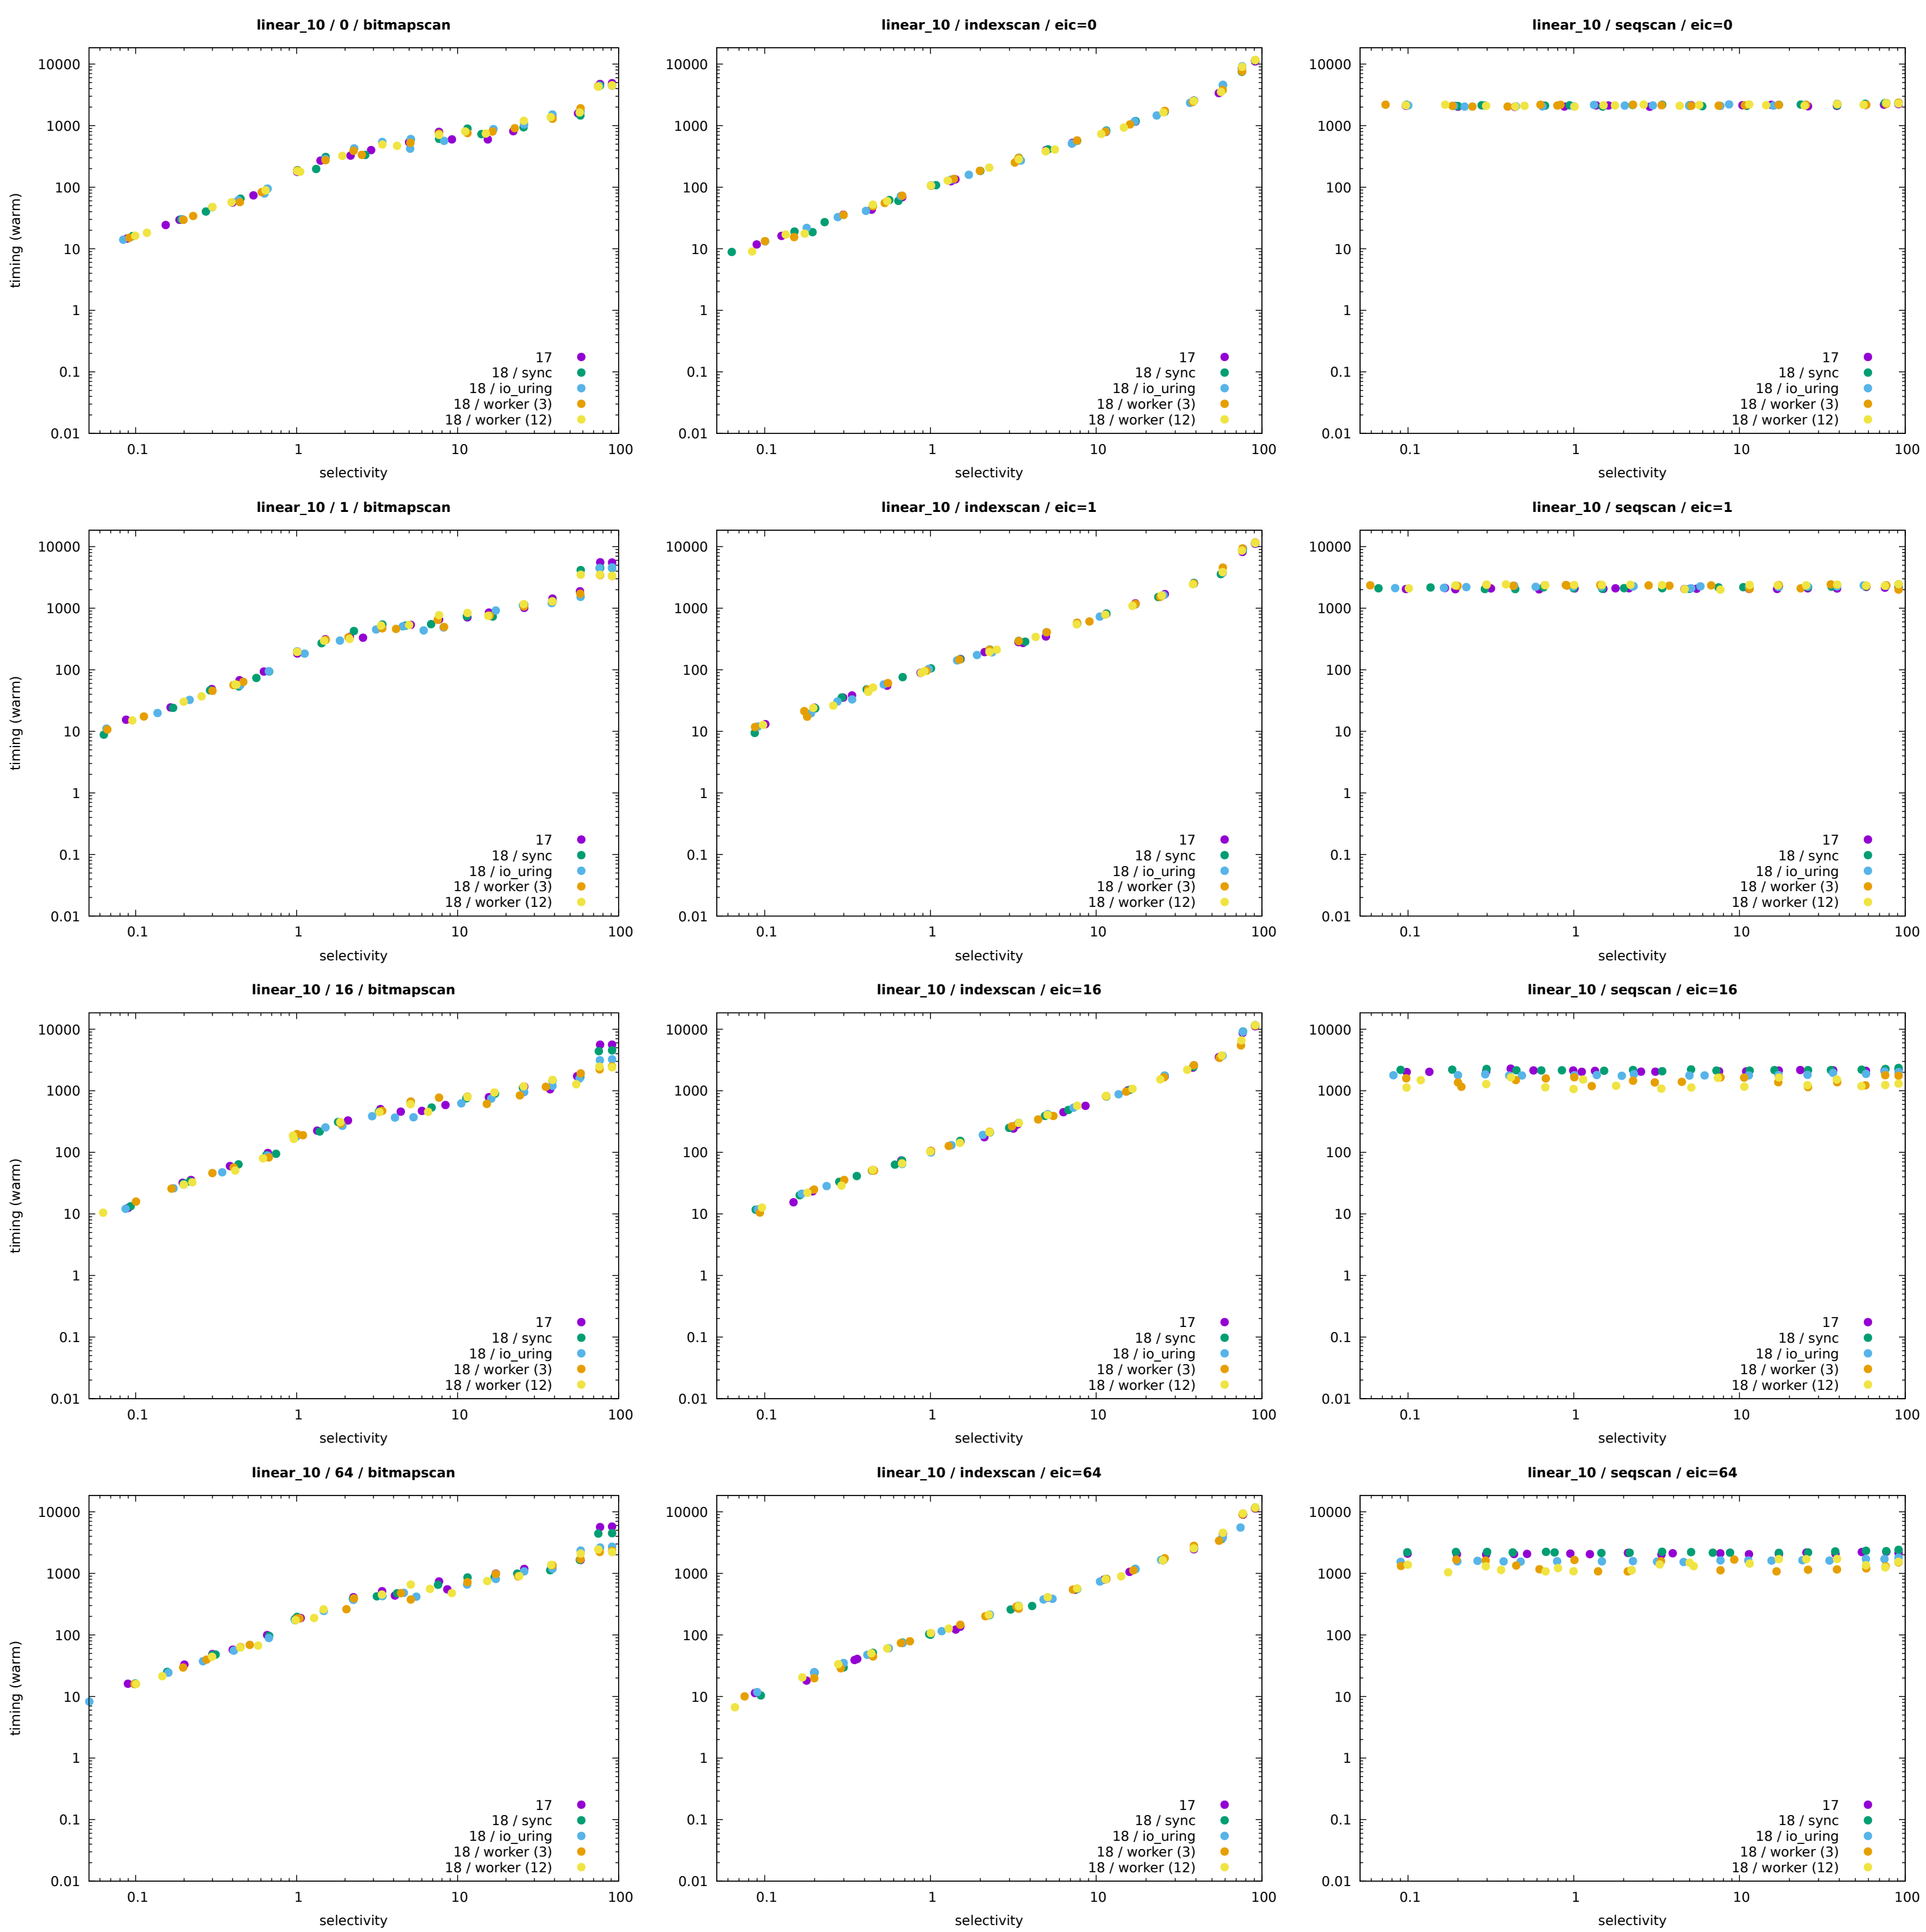 linear_10 / 0 / bitmapscan
timing (warm)
10000
1000
100
10
1
0.1
0.01
17
18 / sync
18 / io_uring
18 / worker (3)
18 / worker (12)
0.1 1 10 100
selectivity
linear_10 / indexscan / eic=0
10000
1000
100
10
1
0.1
0.01
17
18 / sync
18 / io_uring
18 / worker (3)
18 / worker (12)
0.1 1 10 100
selectivity
linear_10 / seqscan / eic=0
10000
1000
100
10
1
0.1
0.01
17
18 / sync
18 / io_uring
18 / worker (3)
18 / worker (12)
0.1 1 10 100
selectivity
linear_10 / 1 / bitmapscan
timing (warm)
10000
1000
100
10
1
0.1
0.01
17
18 / sync
18 / io_uring
18 / worker (3)
18 / worker (12)
0.1 1 10 100
selectivity
linear_10 / indexscan / eic=1
10000
1000
100
10
1
0.1
0.01
17
18 / sync
18 / io_uring
18 / worker (3)
18 / worker (12)
0.1 1 10 100
selectivity
linear_10 / seqscan / eic=1
10000
1000
100
10
1
0.1
0.01
17
18 / sync
18 / io_uring
18 / worker (3)
18 / worker (12)
0.1 1 10 100
selectivity
linear_10 / 16 / bitmapscan
timing (warm)
10000
1000
100
10
1
0.1
0.01
17
18 / sync
18 / io_uring
18 / worker (3)
18 / worker (12)
0.1 1 10 100
selectivity
linear_10 / indexscan / eic=16
10000
1000
100
10
1
0.1
0.01
17
18 / sync
18 / io_uring
18 / worker (3)
18 / worker (12)
0.1 1 10 100
selectivity
linear_10 / seqscan / eic=16
10000
1000
100
10
1
0.1
0.01
17
18 / sync
18 / io_uring
18 / worker (3)
18 / worker (12)
0.1 1 10 100
selectivity
linear_10 / 64 / bitmapscan
timing (warm)
10000
1000
100
10
1
0.1
0.01
17
18 / sync
18 / io_uring
18 / worker (3)
18 / worker (12)
0.1 1 10 100
selectivity
linear_10 / indexscan / eic=64
10000
1000
100
10
1
0.1
0.01
17
18 / sync
18 / io_uring
18 / worker (3)
18 / worker (12)
0.1 1 10 100
selectivity
linear_10 / seqscan / eic=64
10000
1000
100
10
1
0.1
0.01
17
18 / sync
18 / io_uring
18 / worker (3)
18 / worker (12)
0.1 1 10 100
selectivity